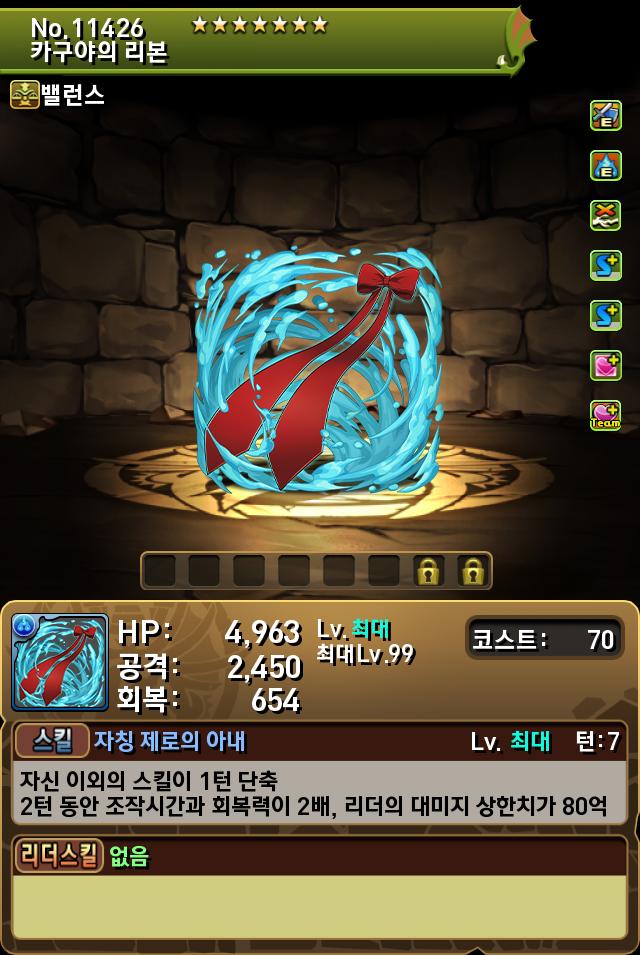 No.11426
카구야의 리본
밸런스
E
E
Team
HP: 4,963
공격: 2,450
회복: 654
Lv.최대
최대Lv.99
코스트: 70
스킬 자칭 제로의 아내 Lv. 최대 턴:7
자신 이외의 스킬이 1턴 단축
2턴 동안 조작시간과 회복력이 2배, 리더의 대미지 상한치가 80억
리더스킬 없음